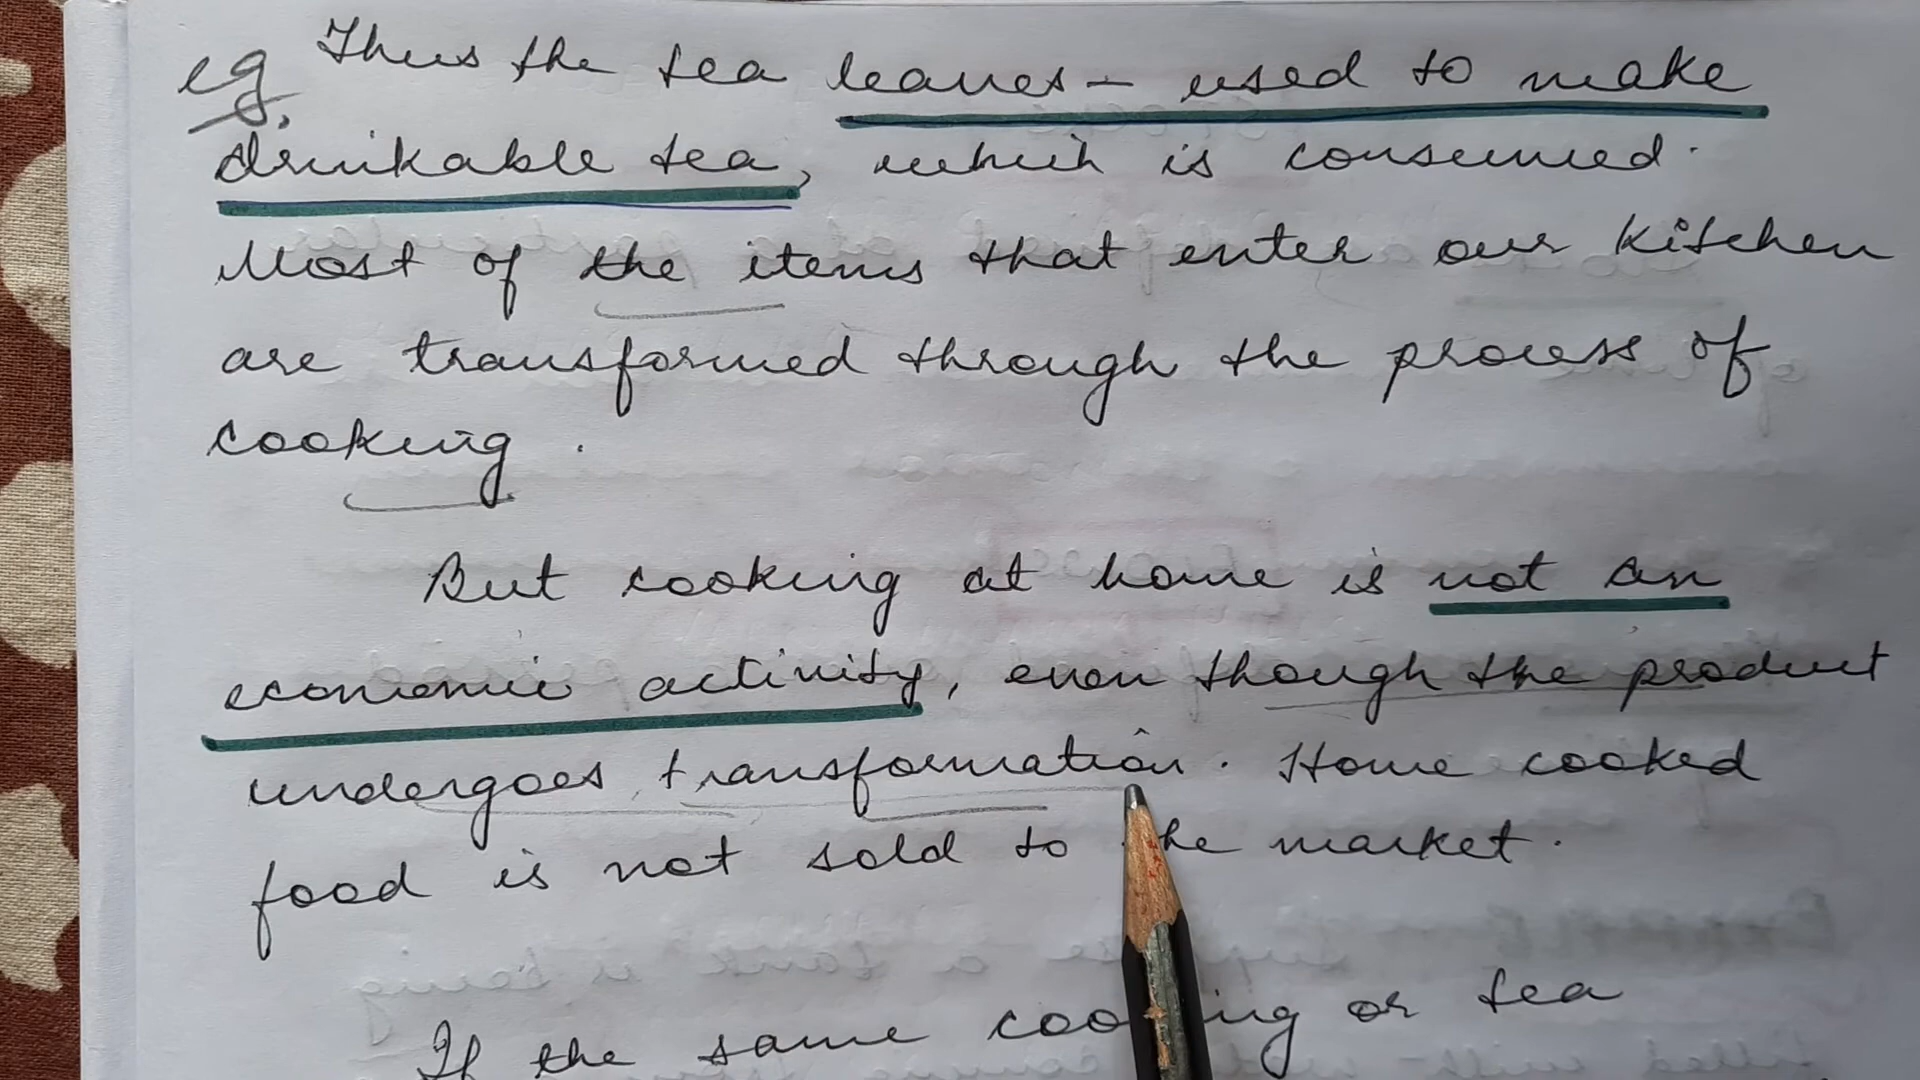 eg. Thus the tea leaves – used to make
drinkable tea, which is consumed.
Most of the items that enter our kitchen
are transformed through the process of
cooking.
But cooking at home is not an
economic activity, even though the product
undergoes transformation. Home cooked
food is not sold to the market.
If the same cooking or tea